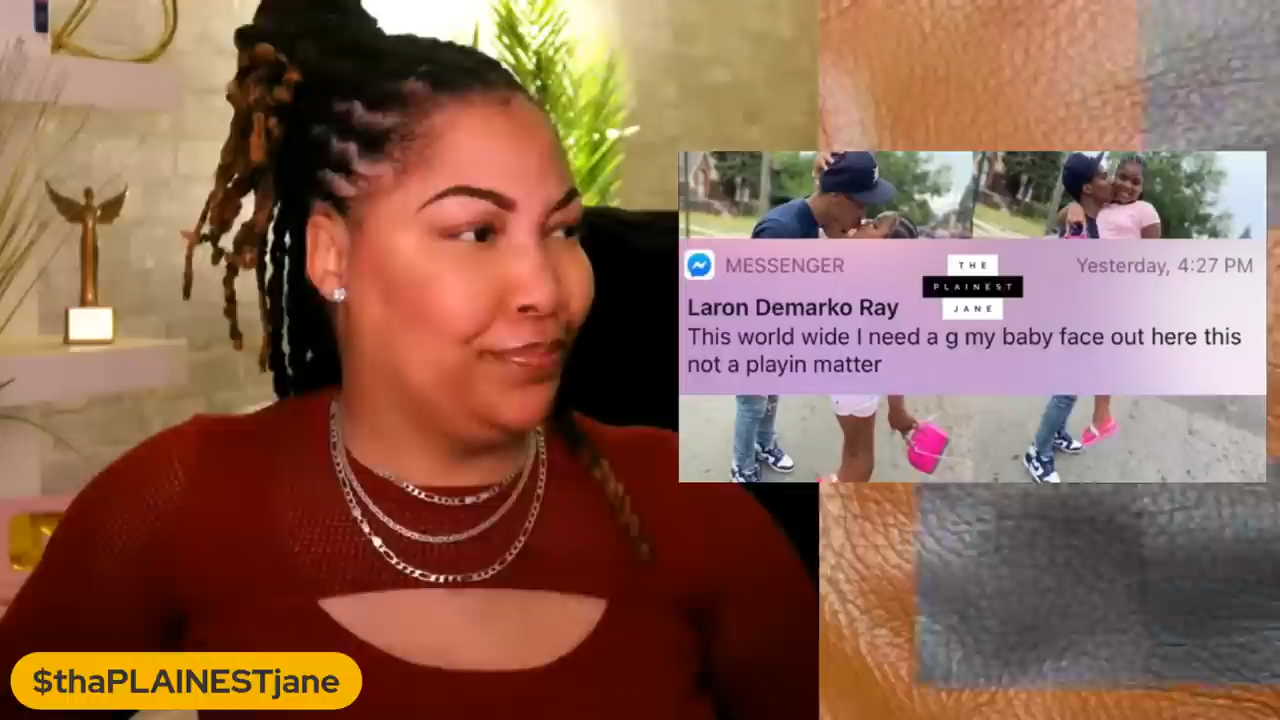 MESSENGER
Yesterday, 4:27 PM
THE
PLAINEST
JANE
Laron Demarko Ray
This world wide I need a g my baby face out here this
not a playin matter
$thaPLAINESTjane